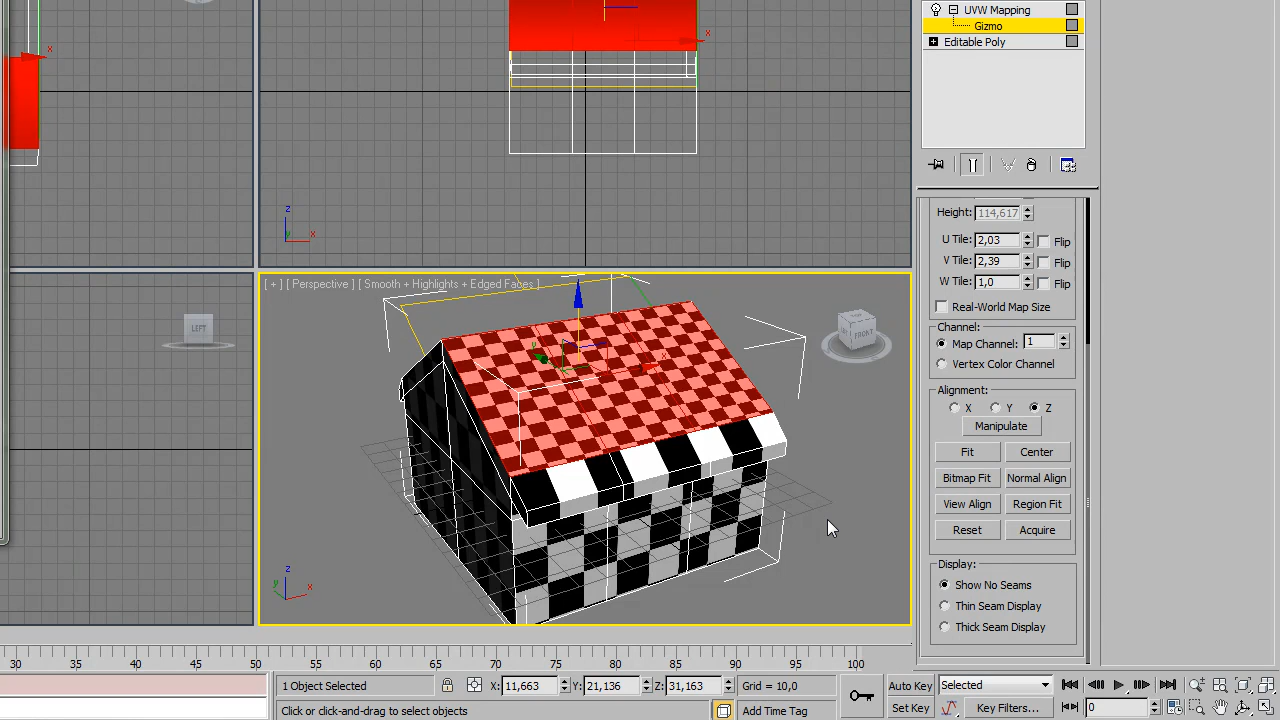 UVW Mapping
Gizmo
Editable Poly
x
x
z
y
x
Height: 114,617
U Tile: 2,03 Flip
V Tile: 2,39 Flip
W Tile: 1,0 Flip
Real-World Map Size
Channel:
Map Channel: 1
Vertex Color Channel
Alignment:
X Y Z
Manipulate
Fit Center
Bitmap Fit Normal Align
View Align Region Fit
Reset Acquire
Display:
Show No Seams
Thin Seam Display
Thick Seam Display
[ + ] [ Perspective ] [ Smooth + Highlights + Edged Faces ]
LEFT
FRONT
y
x
z
y
x
30 35 40 45 50 55 60 65 70 75 80 85 90 95 100
1 Object Selected X: 11,663 Y: 21,136 Z: 31,163 Grid = 10,0 Auto Key Selected
Click or click-and-drag to select objects Add Time Tag Set Key Key Filters... 0